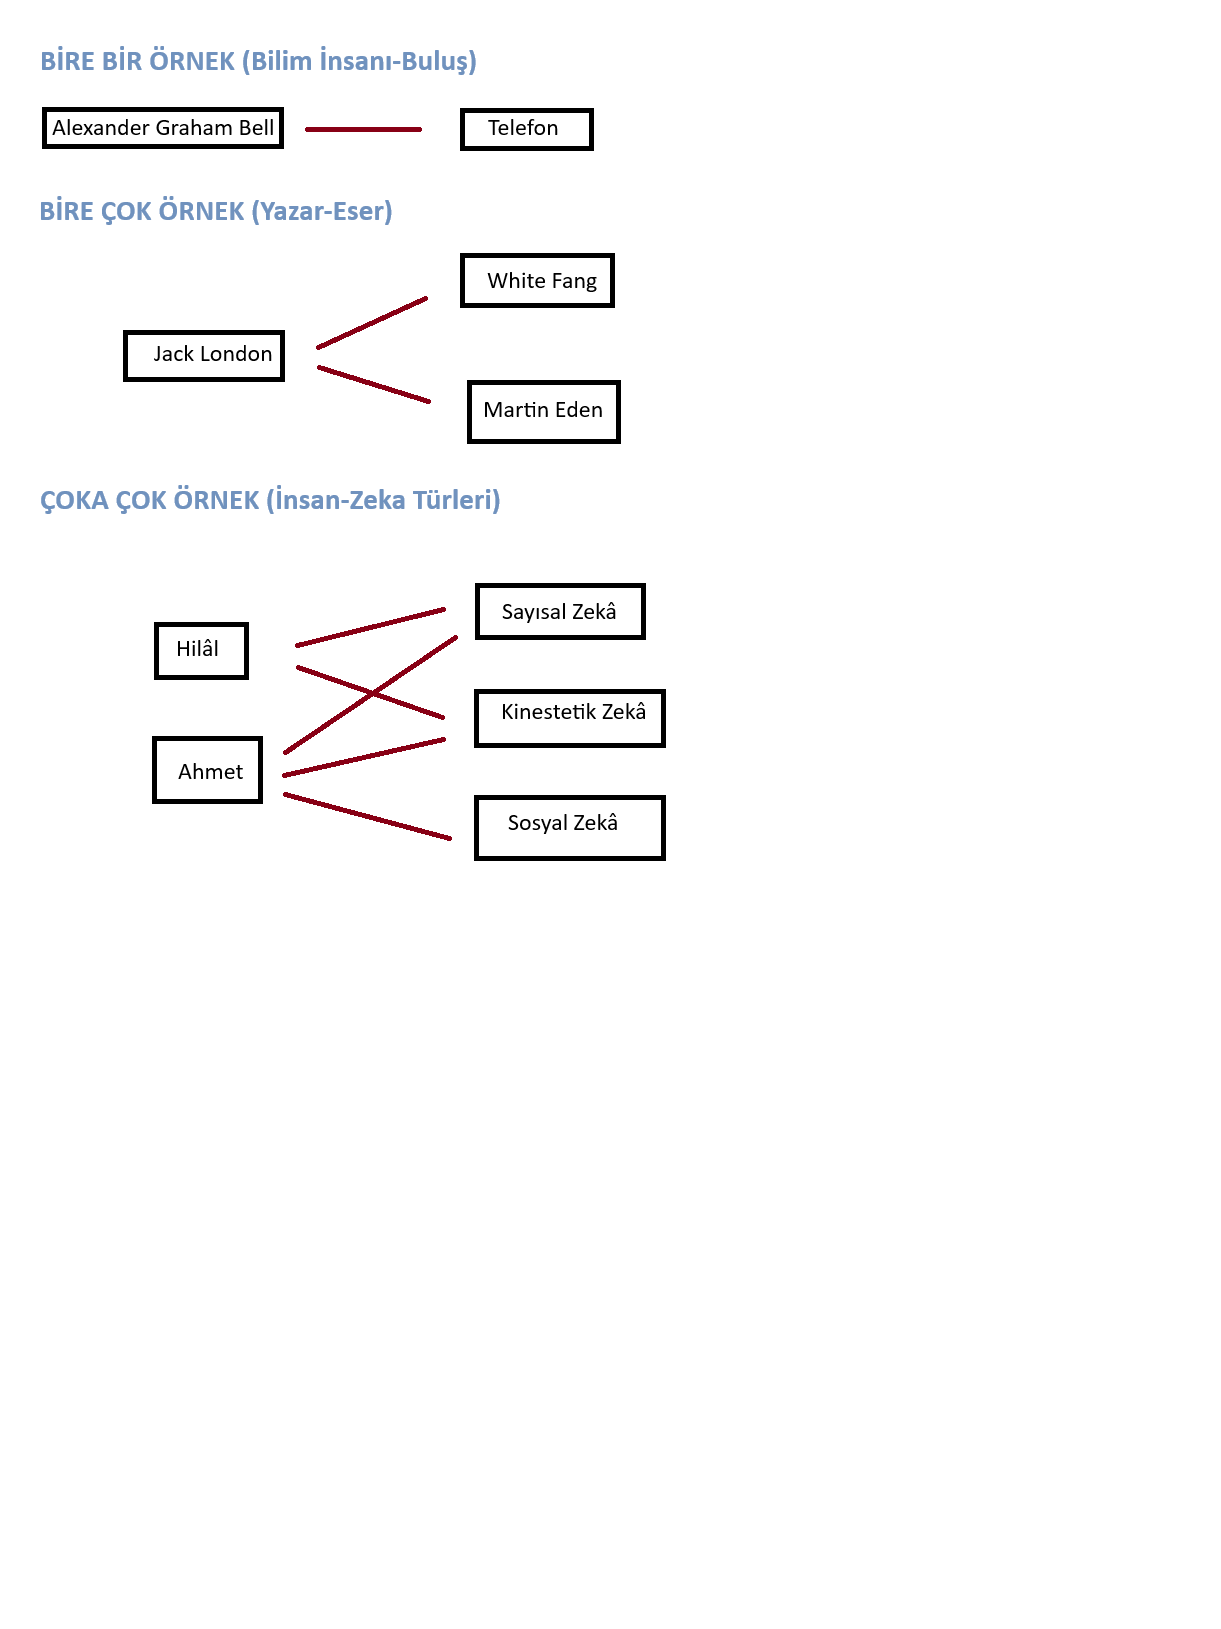 BİRE BİR ÖRNEK (Bilim İnsanı-Buluş)
Alexander Graham Bell
Telefon
BİRE ÇOK ÖRNEK (Yazar-Eser)
White Fang
Jack London
Martin Eden
ÇOKA ÇOK ÖRNEK (İnsan-Zeka Türleri)
Sayısal Zekâ
Hilâl
Kinestetik Zekâ
Ahmet
Sosyal Zekâ